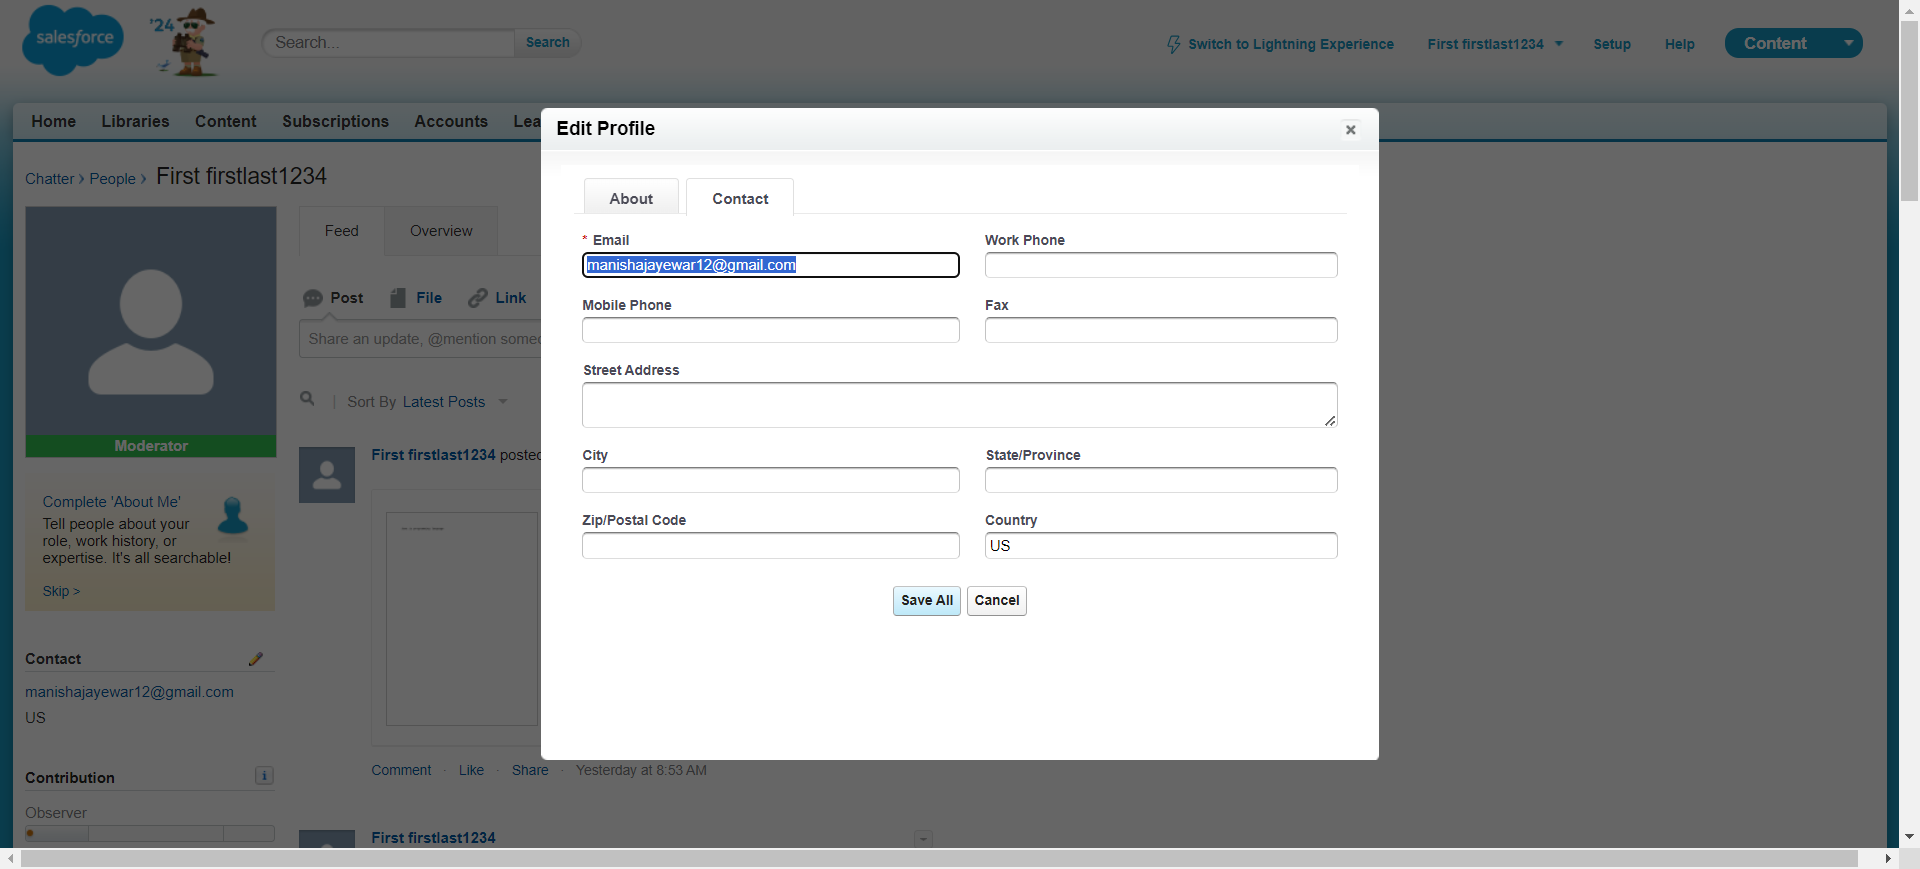 salesforce
'24
Search...
Search
Switch to Lightning Experience
First firstlast1234
Setup
Help
Content
Home
Libraries
Content
Subscriptions
Accounts
Lea
Chatter › People › First firstlast1234
Moderator
Complete 'About Me'
Tell people about your
role, work history, or
expertise. It's all searchable!
Skip >
Contact
manishajayewar12@gmail.com
US
Contribution
Observer
Feed
Overview
Post
File
Link
Share an update, @mention someo
Sort By Latest Posts
First firstlast1234 posted
Comment · Like · Share · Yesterday at 8:53 AM
First firstlast1234
Edit Profile
About
Contact
* Email
manishajayewar12@gmail.com
Work Phone
Mobile Phone
Fax
Street Address
City
State/Province
Zip/Postal Code
Country
US
Save All
Cancel